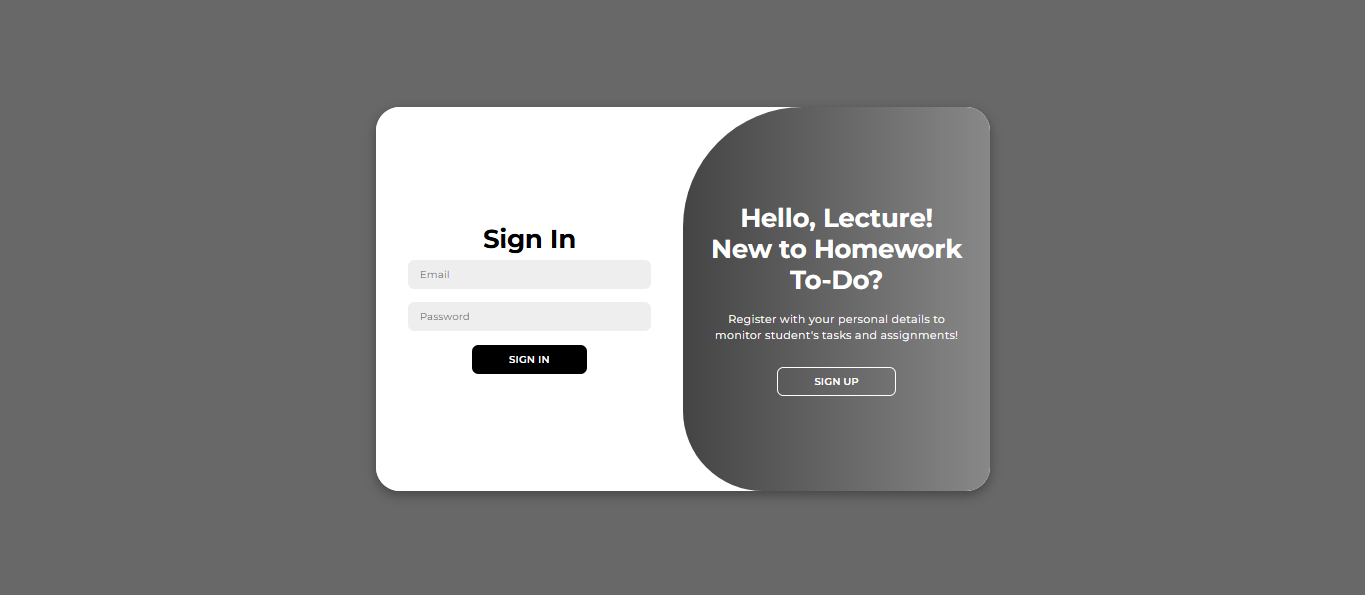 Sign In
Email
Password
SIGN IN
Hello, Lecture!
New to Homework
To-Do?
Register with your personal details to
monitor student's tasks and assignments!
SIGN UP